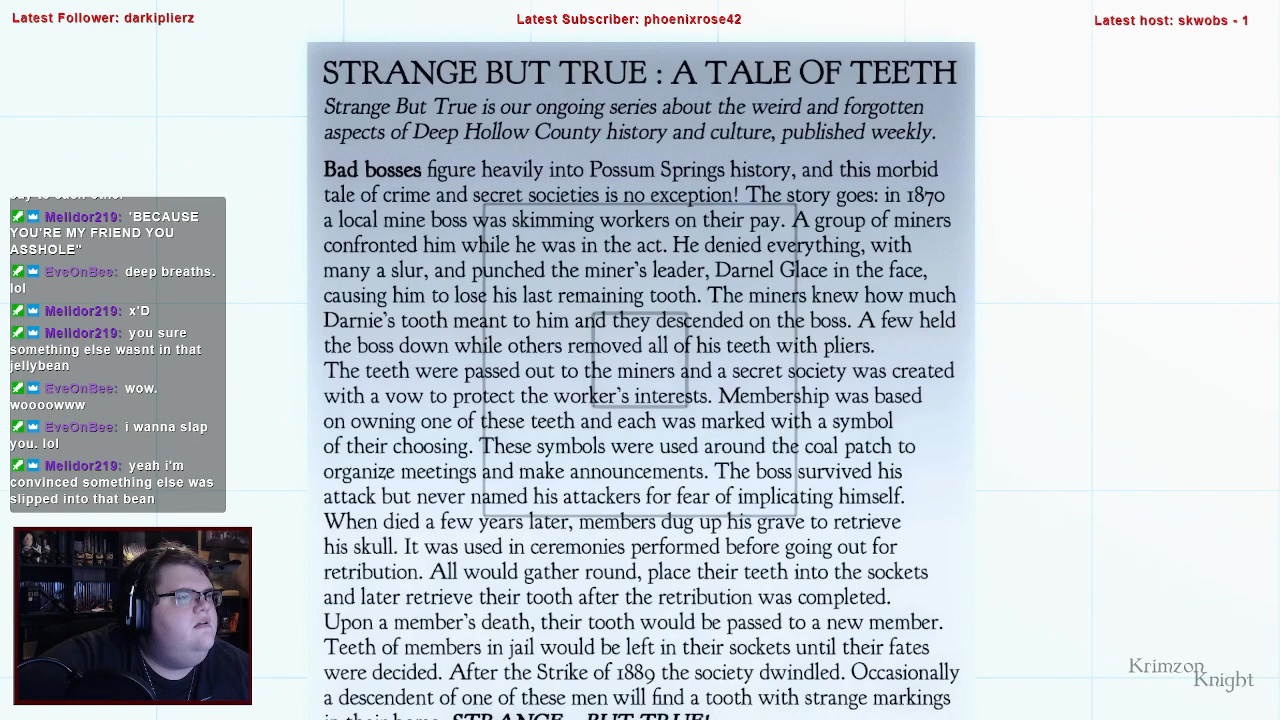 Latest Follower: darkiplierz
Latest Subscriber: phoenixrose42
Latest host: skwobs - 1
STRANGE BUT TRUE : A TALE OF TEETH
Strange But True is our ongoing series about the weird and forgotten
aspects of Deep Hollow County history and culture, published weekly.
Bad bosses figure heavily into Possum Springs history, and this morbid
tale of crime and secret societies is no exception! The story goes: in 1870
a local mine boss was skimming workers on their pay. A group of miners
confronted him while he was in the act. He denied everything, with
many a slur, and punched the miner's leader, Darnel Glace in the face,
causing him to lose his last remaining tooth. The miners knew how much
Darnie's tooth meant to him and they descended on the boss. A few held
the boss down while others removed all of his teeth with pliers.
The teeth were passed out to the miners and a secret society was created
with a vow to protect the worker's interests. Membership was based
on owning one of these teeth and each was marked with a symbol
of their choosing. These symbols were used around the coal patch to
organize meetings and make announcements. The boss survived his
attack but never named his attackers for fear of implicating himself.
When died a few years later, members dug up his grave to retrieve
his skull. It was used in ceremonies performed before going out for
retribution. All would gather round, place their teeth into the sockets
and later retrieve their tooth after the retribution was completed.
Upon a member's death, their tooth would be passed to a new member.
Teeth of members in jail would be left in their sockets until their fates
were decided. After the Strike of 1889 the society dwindled. Occasionally
a descendent of one of these men will find a tooth with strange markings
in their home. STRANGE... BUT TRUE!
say to each other
Melidor219: 'BECAUSE
YOU'RE MY FRIEND YOU
ASSHOLE"
EveOnBee: deep breaths.
lol
Melidor219: x'D
Melidor219: you sure
something else wasnt in that
jellybean
EveOnBee: wow.
woooowww
EveOnBee: i wanna slap
you. lol
Melidor219: yeah i'm
convinced something else was
slipped into that bean
Krimzon
Knight